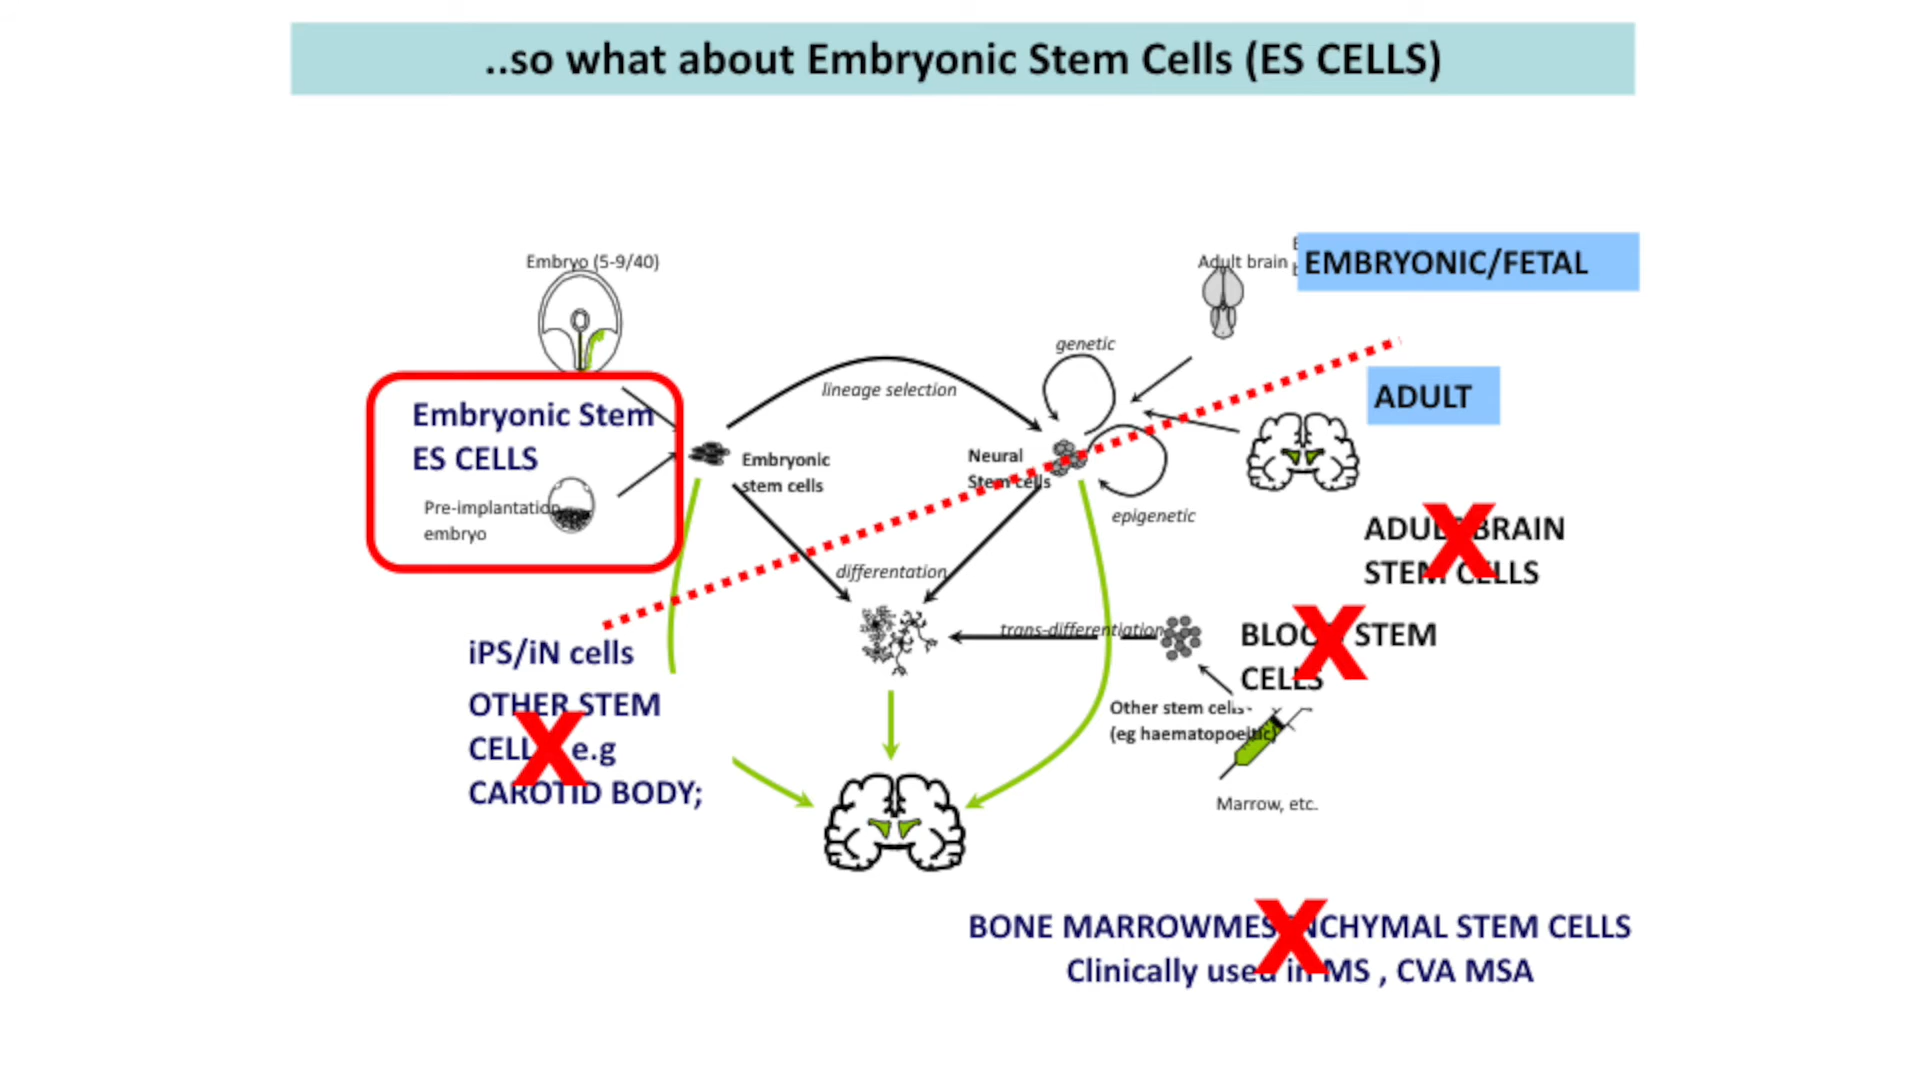 ..so what about Embryonic Stem Cells (ES CELLS)
Embryo (5-9/40)
Adult brain
EMBRYONIC/FETAL
genetic
lineage selection
ADULT
Embryonic Stem
ES CELLS
Embryonic
stem cells
Neural
Stem cells
Pre-implantation
embryo
epigenetic
ADULT BRAIN
STEM CELLS
differentation
trans-differentiation
BLOOD STEM
CELLS
iPS/iN cells
OTHER STEM
CELLS e.g
CAROTID BODY;
Other stem cells
(eg haematopoeitic)
Marrow, etc.
BONE MARROWMESENCHYMAL STEM CELLS
Clinically used in MS , CVA MSA